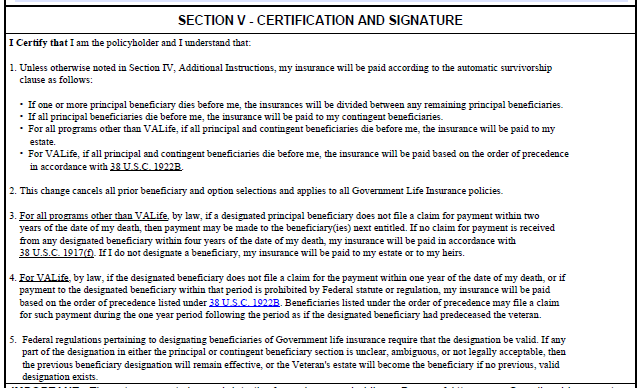 SECTION V - CERTIFICATION AND SIGNATURE
I Certify that I am the policyholder and I understand that:
1. Unless otherwise noted in Section IV, Additional Instructions, my insurance will be paid according to the automatic survivorship
clause as follows:
• If one or more principal beneficiary dies before me, the insurances will be divided between any remaining principal beneficiaries.
• If all principal beneficiaries die before me, the insurance will be paid to my contingent beneficiaries.
• For all programs other than VALife, if all principal and contingent beneficiaries die before me, the insurance will be paid to my
estate.
• For VALife, if all principal and contingent beneficiaries die before me, the insurance will be paid based on the order of precedence
in accordance with 38 U.S.C. 1922B.
2. This change cancels all prior beneficiary and option selections and applies to all Government Life Insurance policies.
3. For all programs other than VALife, by law, if a designated principal beneficiary does not file a claim for payment within two
years of the date of my death, then payment may be made to the beneficiary(ies) next entitled. If no claim for payment is received
from any designated beneficiary within four years of the date of my death, my insurance will be paid in accordance with
38 U.S.C. 1917(f). If I do not designate a beneficiary, my insurance will be paid to my estate or to my heirs.
4. For VALife, by law, if the designated beneficiary does not file a claim for the payment within one year of the date of my death, or if
payment to the designated beneficiary within that period is prohibited by Federal statute or regulation, my insurance will be paid
based on the order of precedence listed under 38 U.S.C. 1922B. Beneficiaries listed under the order of precedence may file a claim
for such payment during the one year period following the period as if the designated beneficiary had predeceased the veteran.
5. Federal regulations pertaining to designating beneficiaries of Government life insurance require that the designation be valid. If any
part of the designation in either the principal or contingent beneficiary section is unclear, ambiguous, or not legally acceptable, then
the previous beneficiary designation will remain effective, or the Veteran's estate will become the beneficiary if no previous, valid
designation exists.